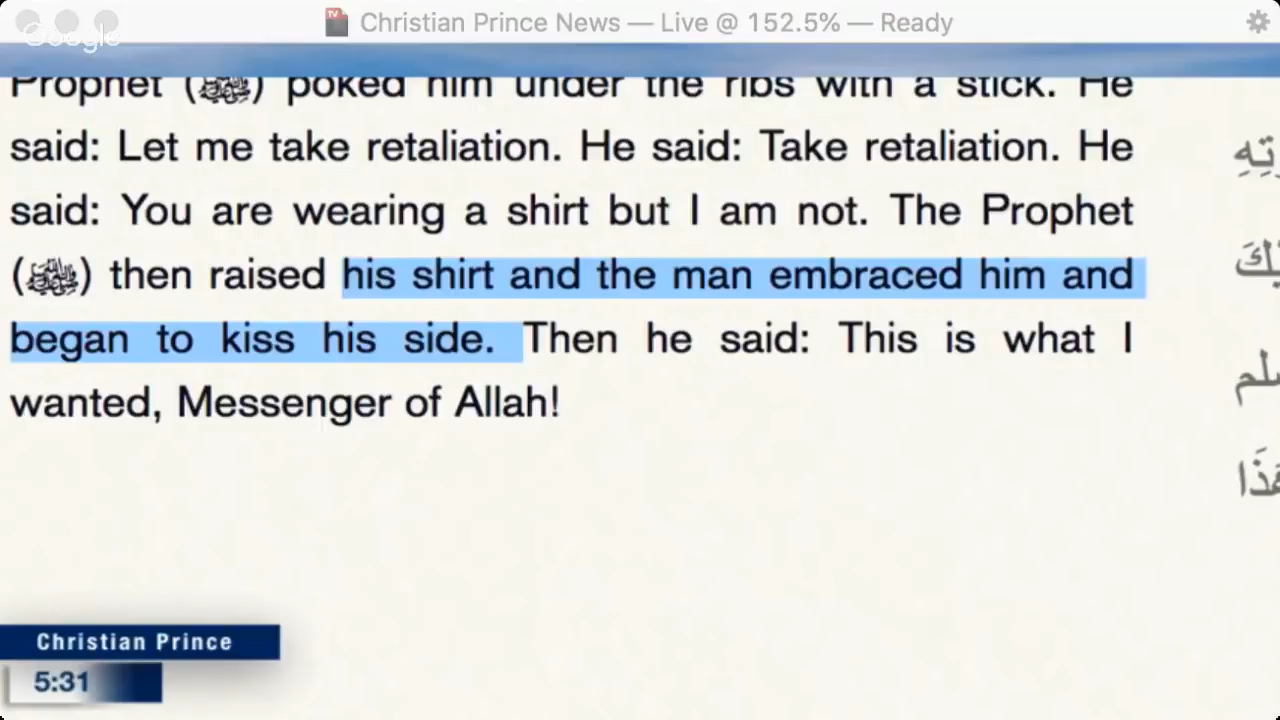 Christian Prince News — Live @ 152.5% — Ready
Google
Prophet (ﷺ) poked him under the ribs with a stick. He
said: Let me take retaliation. He said: Take retaliation. He
said: You are wearing a shirt but I am not. The Prophet
(ﷺ) then raised his shirt and the man embraced him and
began to kiss his side. Then he said: This is what I
wanted, Messenger of Allah!
Christian Prince
5:31